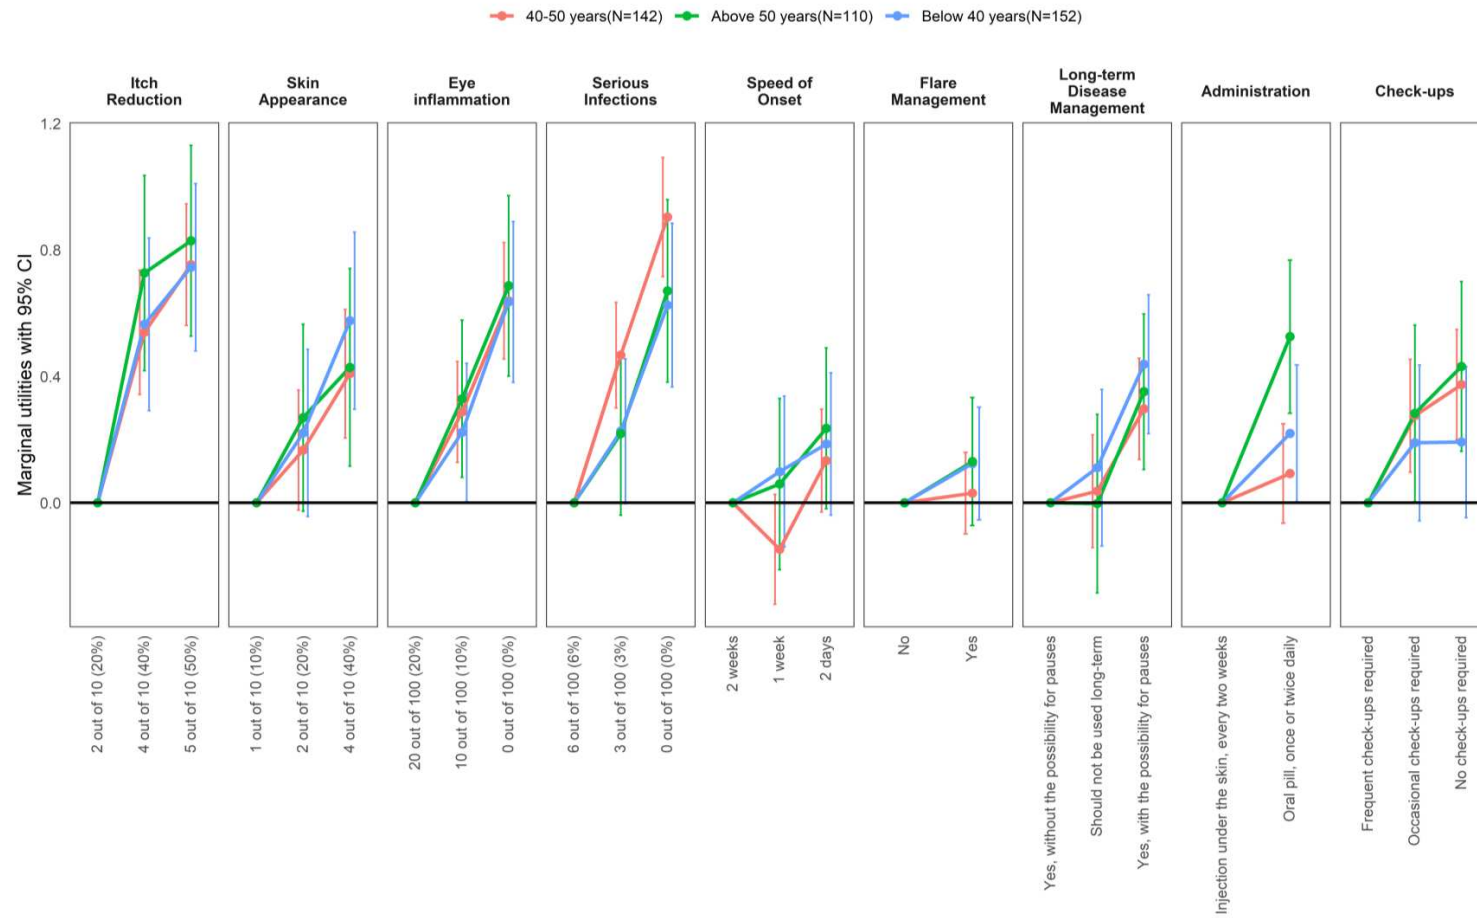 40-50 years(N=142) Above 50 years(N=110) Below 40 years(N=152)
Itch
Reduction
Skin
Appearance
Eye
inflammation
Serious
Infections
Speed of
Onset
Flare
Management
Long-term
Disease
Management
Administration
Check-ups
Marginal utilities with 95% CI
1.2
0.8
0.4
0.0
2 out of 10 (20%)
4 out of 10 (40%)
5 out of 10 (50%)
1 out of 10 (10%)
2 out of 10 (20%)
4 out of 10 (40%)
20 out of 100 (20%)
10 out of 100 (10%)
0 out of 100 (0%)
6 out of 100 (6%)
3 out of 100 (3%)
0 out of 100 (0%)
2 weeks
1 week
2 days
No
Yes
Yes, without the possibility for pauses
Should not be used long-term
Yes, with the possibility for pauses
Injection under the skin, every two weeks
Oral pill, once or twice daily
Frequent check-ups required
Occasional check-ups required
No check-ups required